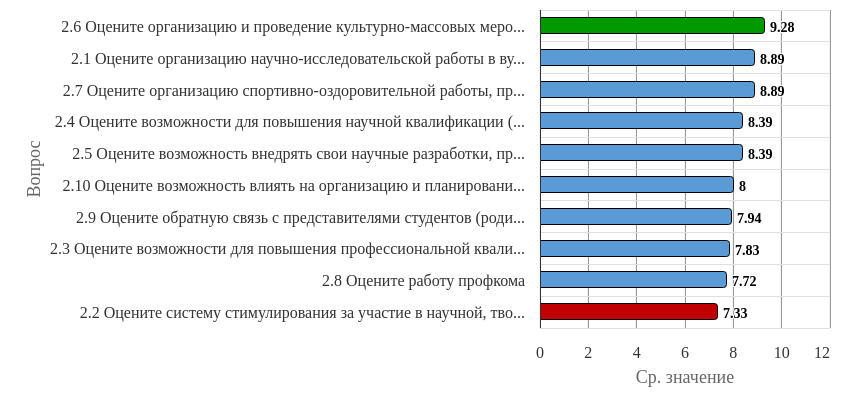 2.6 Оцените организацию и проведение культурно-массовых меро... 9.28
2.1 Оцените организацию научно-исследовательской работы в ву... 8.89
2.7 Оцените организацию спортивно-оздоровительной работы, пр... 8.89
2.4 Оцените возможности для повышения научной квалификации (... 8.39
2.5 Оцените возможность внедрять свои научные разработки, пр... 8.39
2.10 Оцените возможность влиять на организацию и планировани... 8
2.9 Оцените обратную связь с представителями студентов (роди... 7.94
2.3 Оцените возможности для повышения профессиональной квали... 7.83
2.8 Оцените работу профкома 7.72
2.2 Оцените систему стимулирования за участие в научной, тво... 7.33
Вопрос
0 2 4 6 8 10 12
Ср. значение